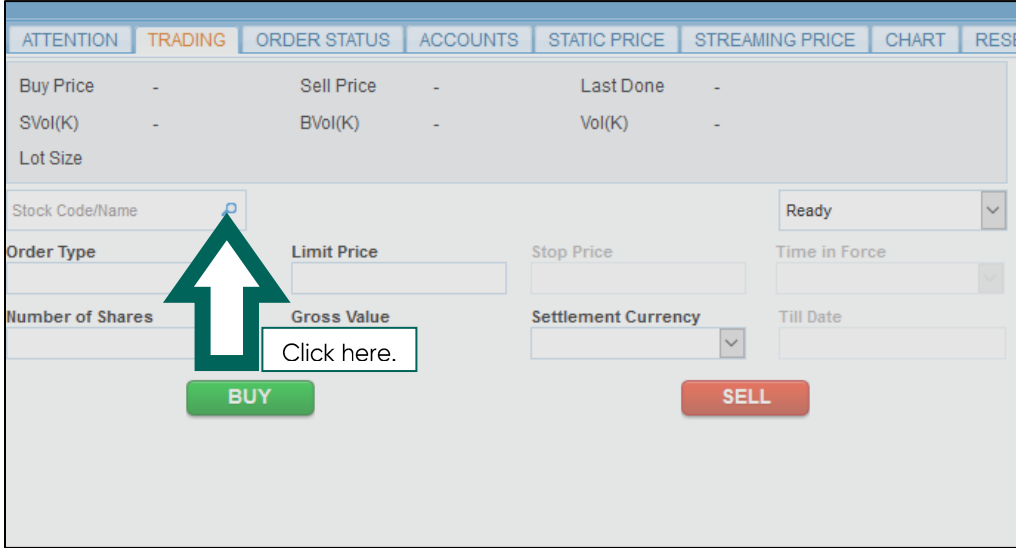 ATTENTION TRADING ORDER STATUS ACCOUNTS STATIC PRICE STREAMING PRICE CHART RESE
Buy Price - Sell Price - Last Done -
SVol(K) - BVol(K) - Vol(K) -
Lot Size
Stock Code/Name Ready
Order Type Limit Price Stop Price Time in Force
Number of Shares Gross Value Settlement Currency Till Date
Click here.
BUY SELL